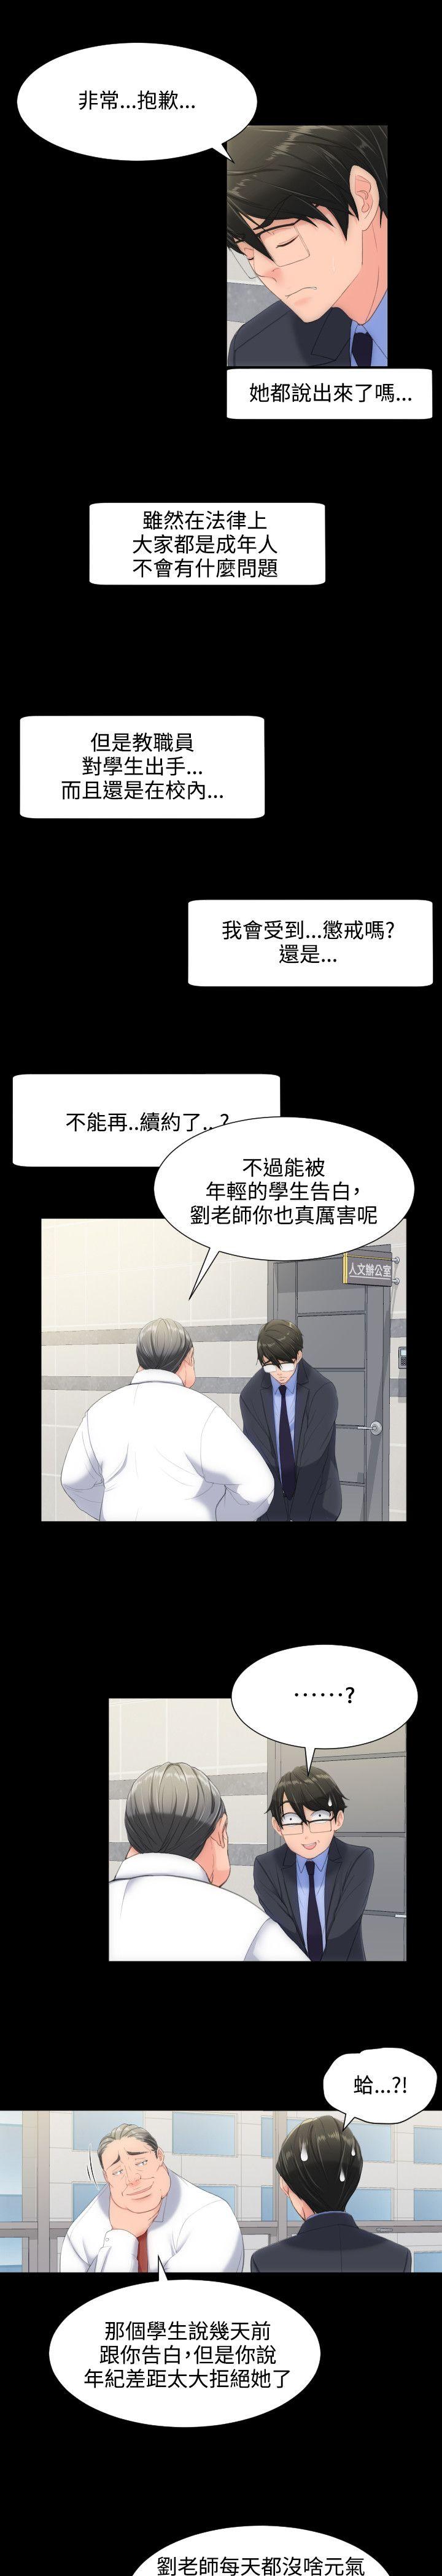 非常...抱歉...
她都說出來了嗎...
雖然在法律上
大家都是成年人
不會有什麼問題
但是教職員
對學生出手...
而且還是在校內...
我會受到...懲戒嗎?
還是...
不能再..續約了..?
不過能被
年輕的學生告白,
劉老師你也真厲害呢
人文辦公室
……?
蛤...?!
那個學生說幾天前
跟你告白,但是你說
年紀差距太大拒絕她了
劉老師每天都沒啥元氣